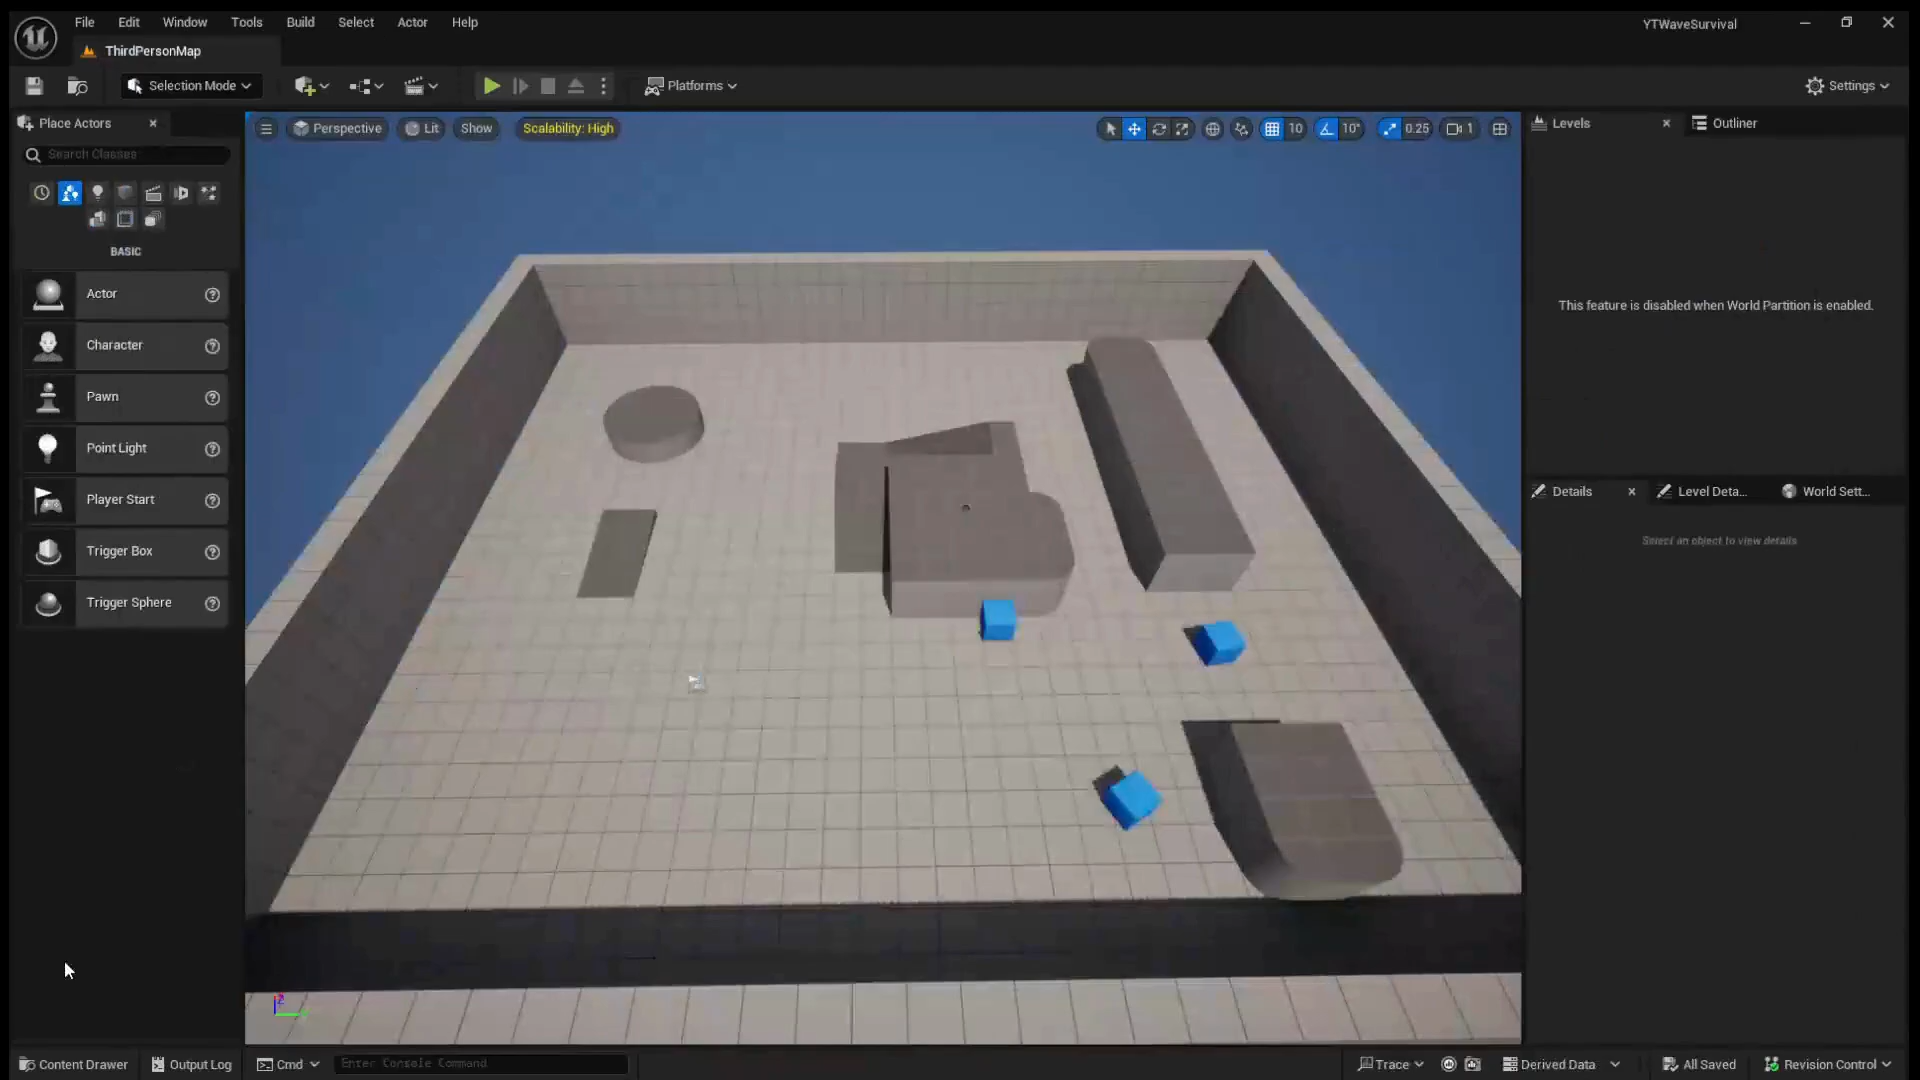 File Edit Window Tools Build Select Actor Help
YTWaveSurvival
ThirdPersonMap
Selection Mode
Platforms
Settings
Place Actors
Search Classes
BASIC
Actor
Character
Pawn
Point Light
Player Start
Trigger Box
Trigger Sphere
Perspective Lit Show Scalability: High
10 10° 0.25 1
Levels Outliner
This feature is disabled when World Partition is enabled.
Details Level Deta... World Sett...
Select an object to view details
Content Drawer Output Log Cmd Enter Console Command
Trace Derived Data All Saved Revision Control